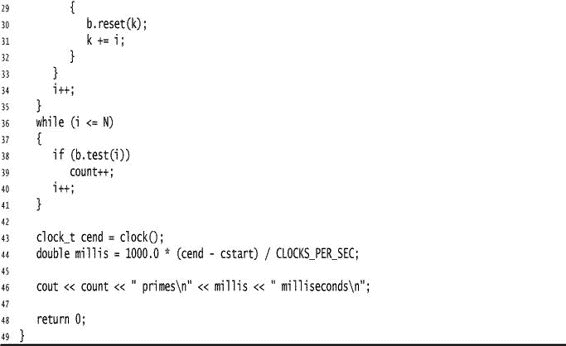 29         {
30            b.reset(k);
31            k += i;
32         }
33      }
34      i++;
35   }
36   while (i <= N)
37   {
38      if (b.test(i))
39         count++;
40      i++;
41   }
42
43   clock_t cend = clock();
44   double millis = 1000.0 * (cend - cstart) / CLOCKS_PER_SEC;
45
46   cout << count << " primes\n" << millis << " milliseconds\n";
47
48   return 0;
49 }